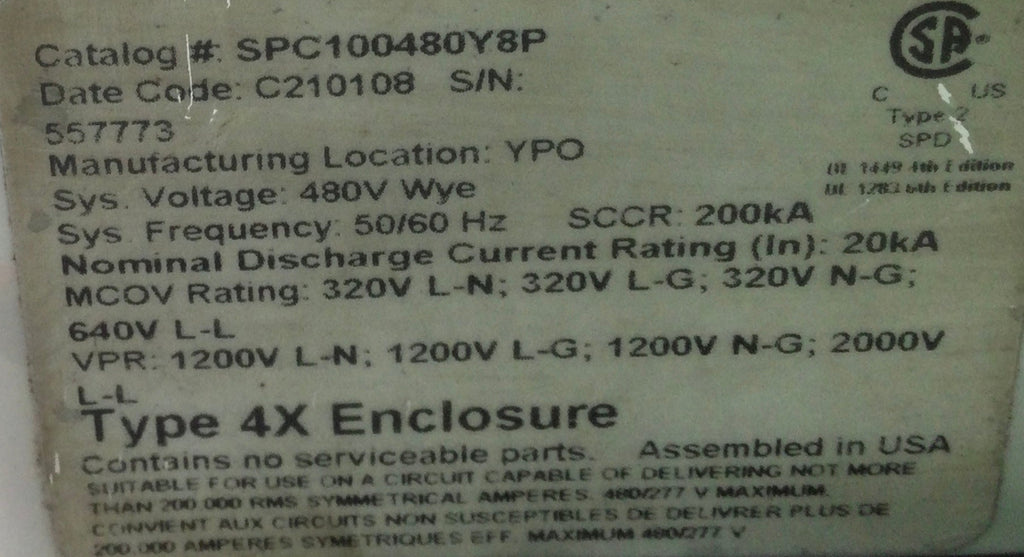 Catalog #: SPC100480Y8P
Date Code: C210108 S/N:
557773
Manufacturing Location: YPO
Sys. Voltage: 480V Wye
Sys. Frequency: 50/60 Hz SCCR: 200kA
Nominal Discharge Current Rating (In): 20kA
MCOV Rating: 320V L-N; 320V L-G; 320V N-G;
640V L-L
VPR: 1200V L-N; 1200V L-G; 1200V N-G; 2000V
L-L
Type 4X Enclosure
Contains no serviceable parts. Assembled in USA
SUITABLE FOR USE ON A CIRCUIT CAPABLE OF DELIVERING NOT MORE
THAN 200,000 RMS SYMMETRICAL AMPERES. 480/277 V MAXIMUM.
CONVIENT AUX CIRCUITS NON SUSCEPTIBLES DE DELIVRER PLUS DE
200,000 AMPERES SYMETRIQUES EFF. MAXIMUM 480/277 V
CSA®
C US
Type 2
SPD
UL 1449 4th Edition
UL 1283 6th Edition